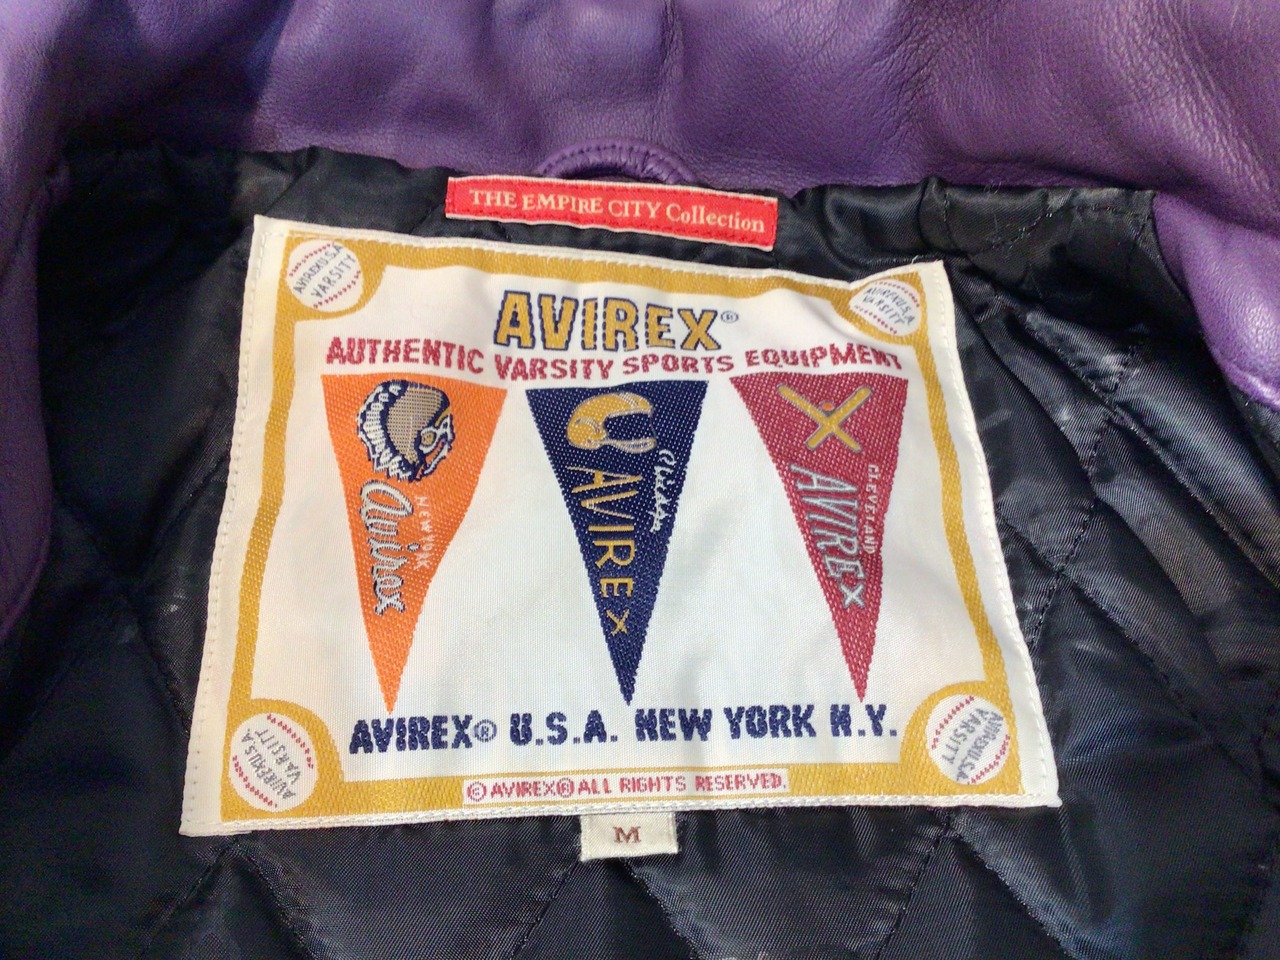 THE EMPIRE CITY Collection
AVIREX U.S.A.
VARSITY
AVIREX U.S.A.
VARSITY
AVIREX®
AUTHENTIC VARSITY SPORTS EQUIPMENT
NEW YORK
Avirex
AVIREX
CLEVELAND
AVIREX
AVIREX® U.S.A. NEW YORK N.Y.
AVIREX U.S.A.
VARSITY
AVIREX U.S.A.
VARSITY
© AVIREX® ALL RIGHTS RESERVED.
M